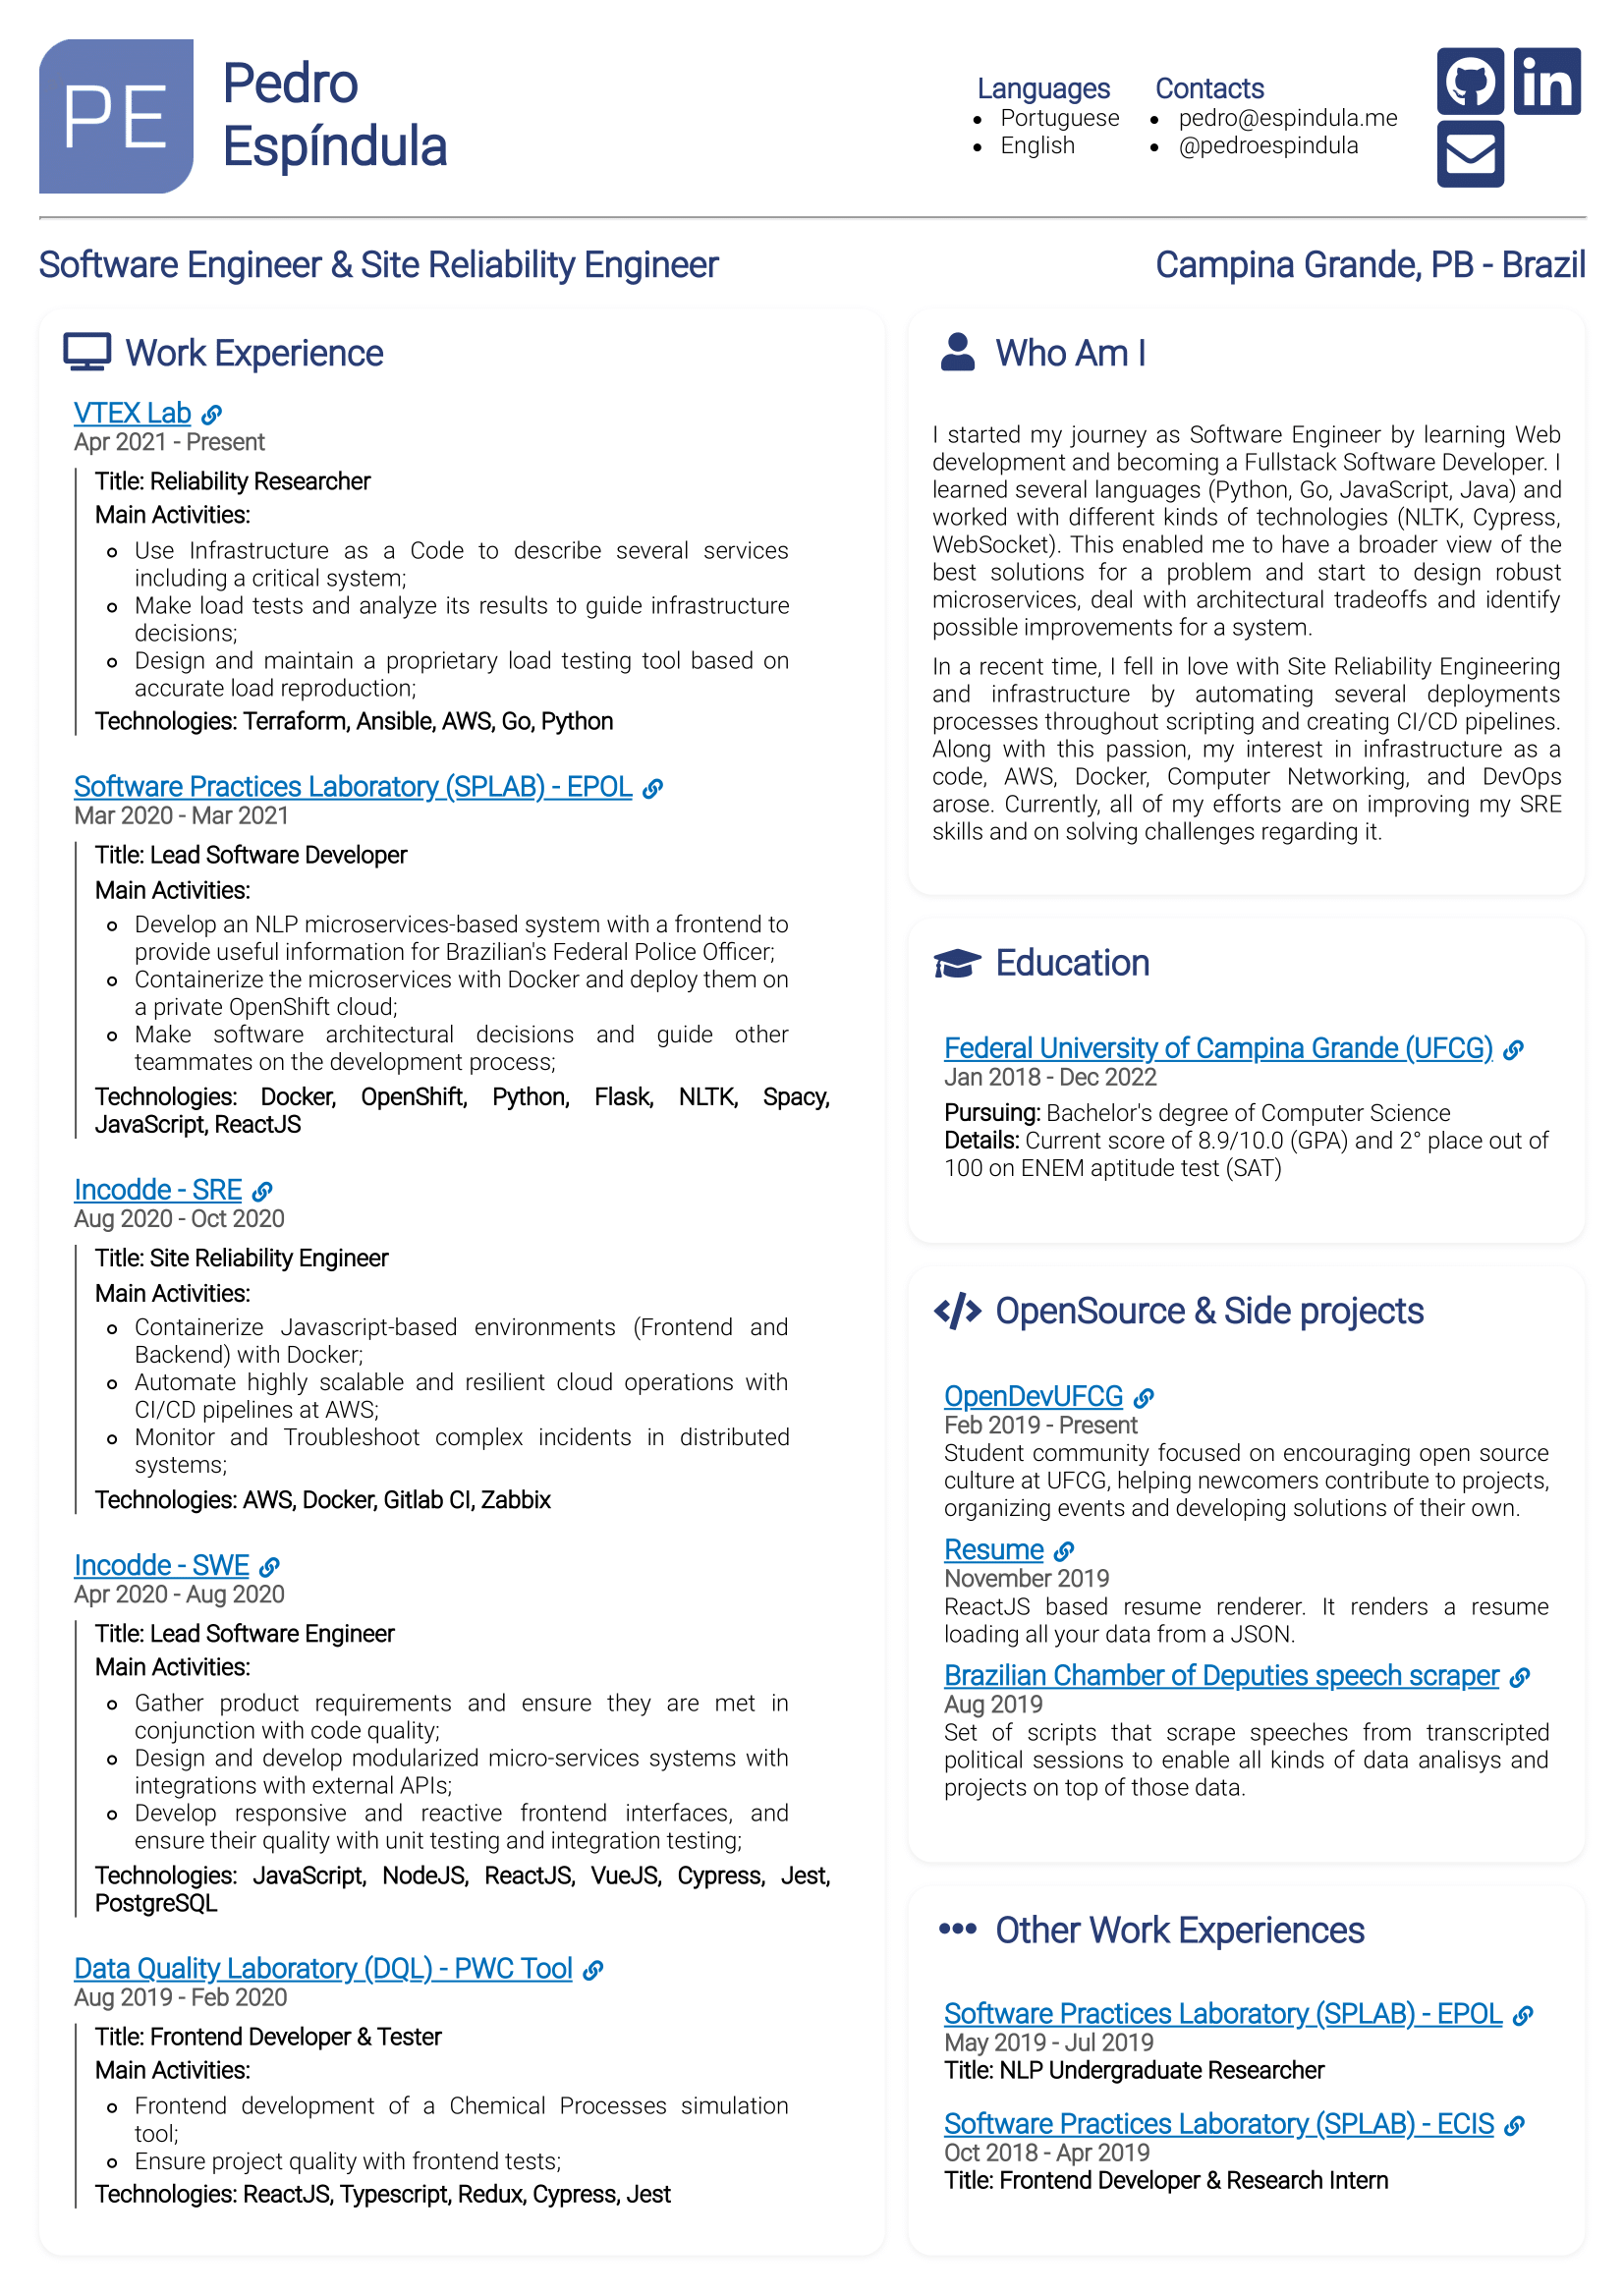 PE
Pedro
Espíndula
Languages
Portuguese
English
Contacts
pedro@espindula.me
@pedroespindula
in
Software Engineer & Site Reliability Engineer
Campina Grande, PB - Brazil
Work Experience
VTEX Lab
Apr 2021 - Present
Title: Reliability Researcher
Main Activities:
Use Infrastructure as a Code to describe several services
including a critical system;
Make load tests and analyze its results to guide infrastructure
decisions;
Design and maintain a proprietary load testing tool based on
accurate load reproduction;
Technologies: Terraform, Ansible, AWS, Go, Python
Software Practices Laboratory (SPLAB) - EPOL
Mar 2020 - Mar 2021
Title: Lead Software Developer
Main Activities:
Develop an NLP microservices-based system with a frontend to
provide useful information for Brazilian's Federal Police Officer;
Containerize the microservices with Docker and deploy them on
a private OpenShift cloud;
Make software architectural decisions and guide other
teammates on the development process;
Technologies: Docker, OpenShift, Python, Flask, NLTK, Spacy,
JavaScript, ReactJS
Incodde - SRE
Aug 2020 - Oct 2020
Title: Site Reliability Engineer
Main Activities:
Containerize Javascript-based environments (Frontend and
Backend) with Docker;
Automate highly scalable and resilient cloud operations with
CI/CD pipelines at AWS;
Monitor and Troubleshoot complex incidents in distributed
systems;
Technologies: AWS, Docker, Gitlab CI, Zabbix
Incodde - SWE
Apr 2020 - Aug 2020
Title: Lead Software Engineer
Main Activities:
Gather product requirements and ensure they are met in
conjunction with code quality;
Design and develop modularized micro-services systems with
integrations with external APIs;
Develop responsive and reactive frontend interfaces, and
ensure their quality with unit testing and integration testing;
Technologies: JavaScript, NodeJS, ReactJS, VueJS, Cypress, Jest,
PostgreSQL
Data Quality Laboratory (DQL) - PWC Tool
Aug 2019 - Feb 2020
Title: Frontend Developer & Tester
Main Activities:
Frontend development of a Chemical Processes simulation
tool;
Ensure project quality with frontend tests;
Technologies: ReactJS, Typescript, Redux, Cypress, Jest
Who Am I
I started my journey as Software Engineer by learning Web
development and becoming a Fullstack Software Developer. I
learned several languages (Python, Go, JavaScript, Java) and
worked with different kinds of technologies (NLTK, Cypress,
WebSocket). This enabled me to have a broader view of the
best solutions for a problem and start to design robust
microservices, deal with architectural tradeoffs and identify
possible improvements for a system.
In a recent time, I fell in love with Site Reliability Engineering
and infrastructure by automating several deployments
processes throughout scripting and creating CI/CD pipelines.
Along with this passion, my interest in infrastructure as a
code, AWS, Docker, Computer Networking, and DevOps
arose. Currently, all of my efforts are on improving my SRE
skills and on solving challenges regarding it.
Education
Federal University of Campina Grande (UFCG)
Jan 2018 - Dec 2022
Pursuing: Bachelor's degree of Computer Science
Details: Current score of 8.9/10.0 (GPA) and 2° place out of
100 on ENEM aptitude test (SAT)
OpenSource & Side projects
OpenDevUFCG
Feb 2019 - Present
Student community focused on encouraging open source
culture at UFCG, helping newcomers contribute to projects,
organizing events and developing solutions of their own.
Resume
November 2019
ReactJS based resume renderer. It renders a resume
loading all your data from a JSON.
Brazilian Chamber of Deputies speech scraper
Aug 2019
Set of scripts that scrape speeches from transcripted
political sessions to enable all kinds of data analisys and
projects on top of those data.
Other Work Experiences
Software Practices Laboratory (SPLAB) - EPOL
May 2019 - Jul 2019
Title: NLP Undergraduate Researcher
Software Practices Laboratory (SPLAB) - ECIS
Oct 2018 - Apr 2019
Title: Frontend Developer & Research Intern